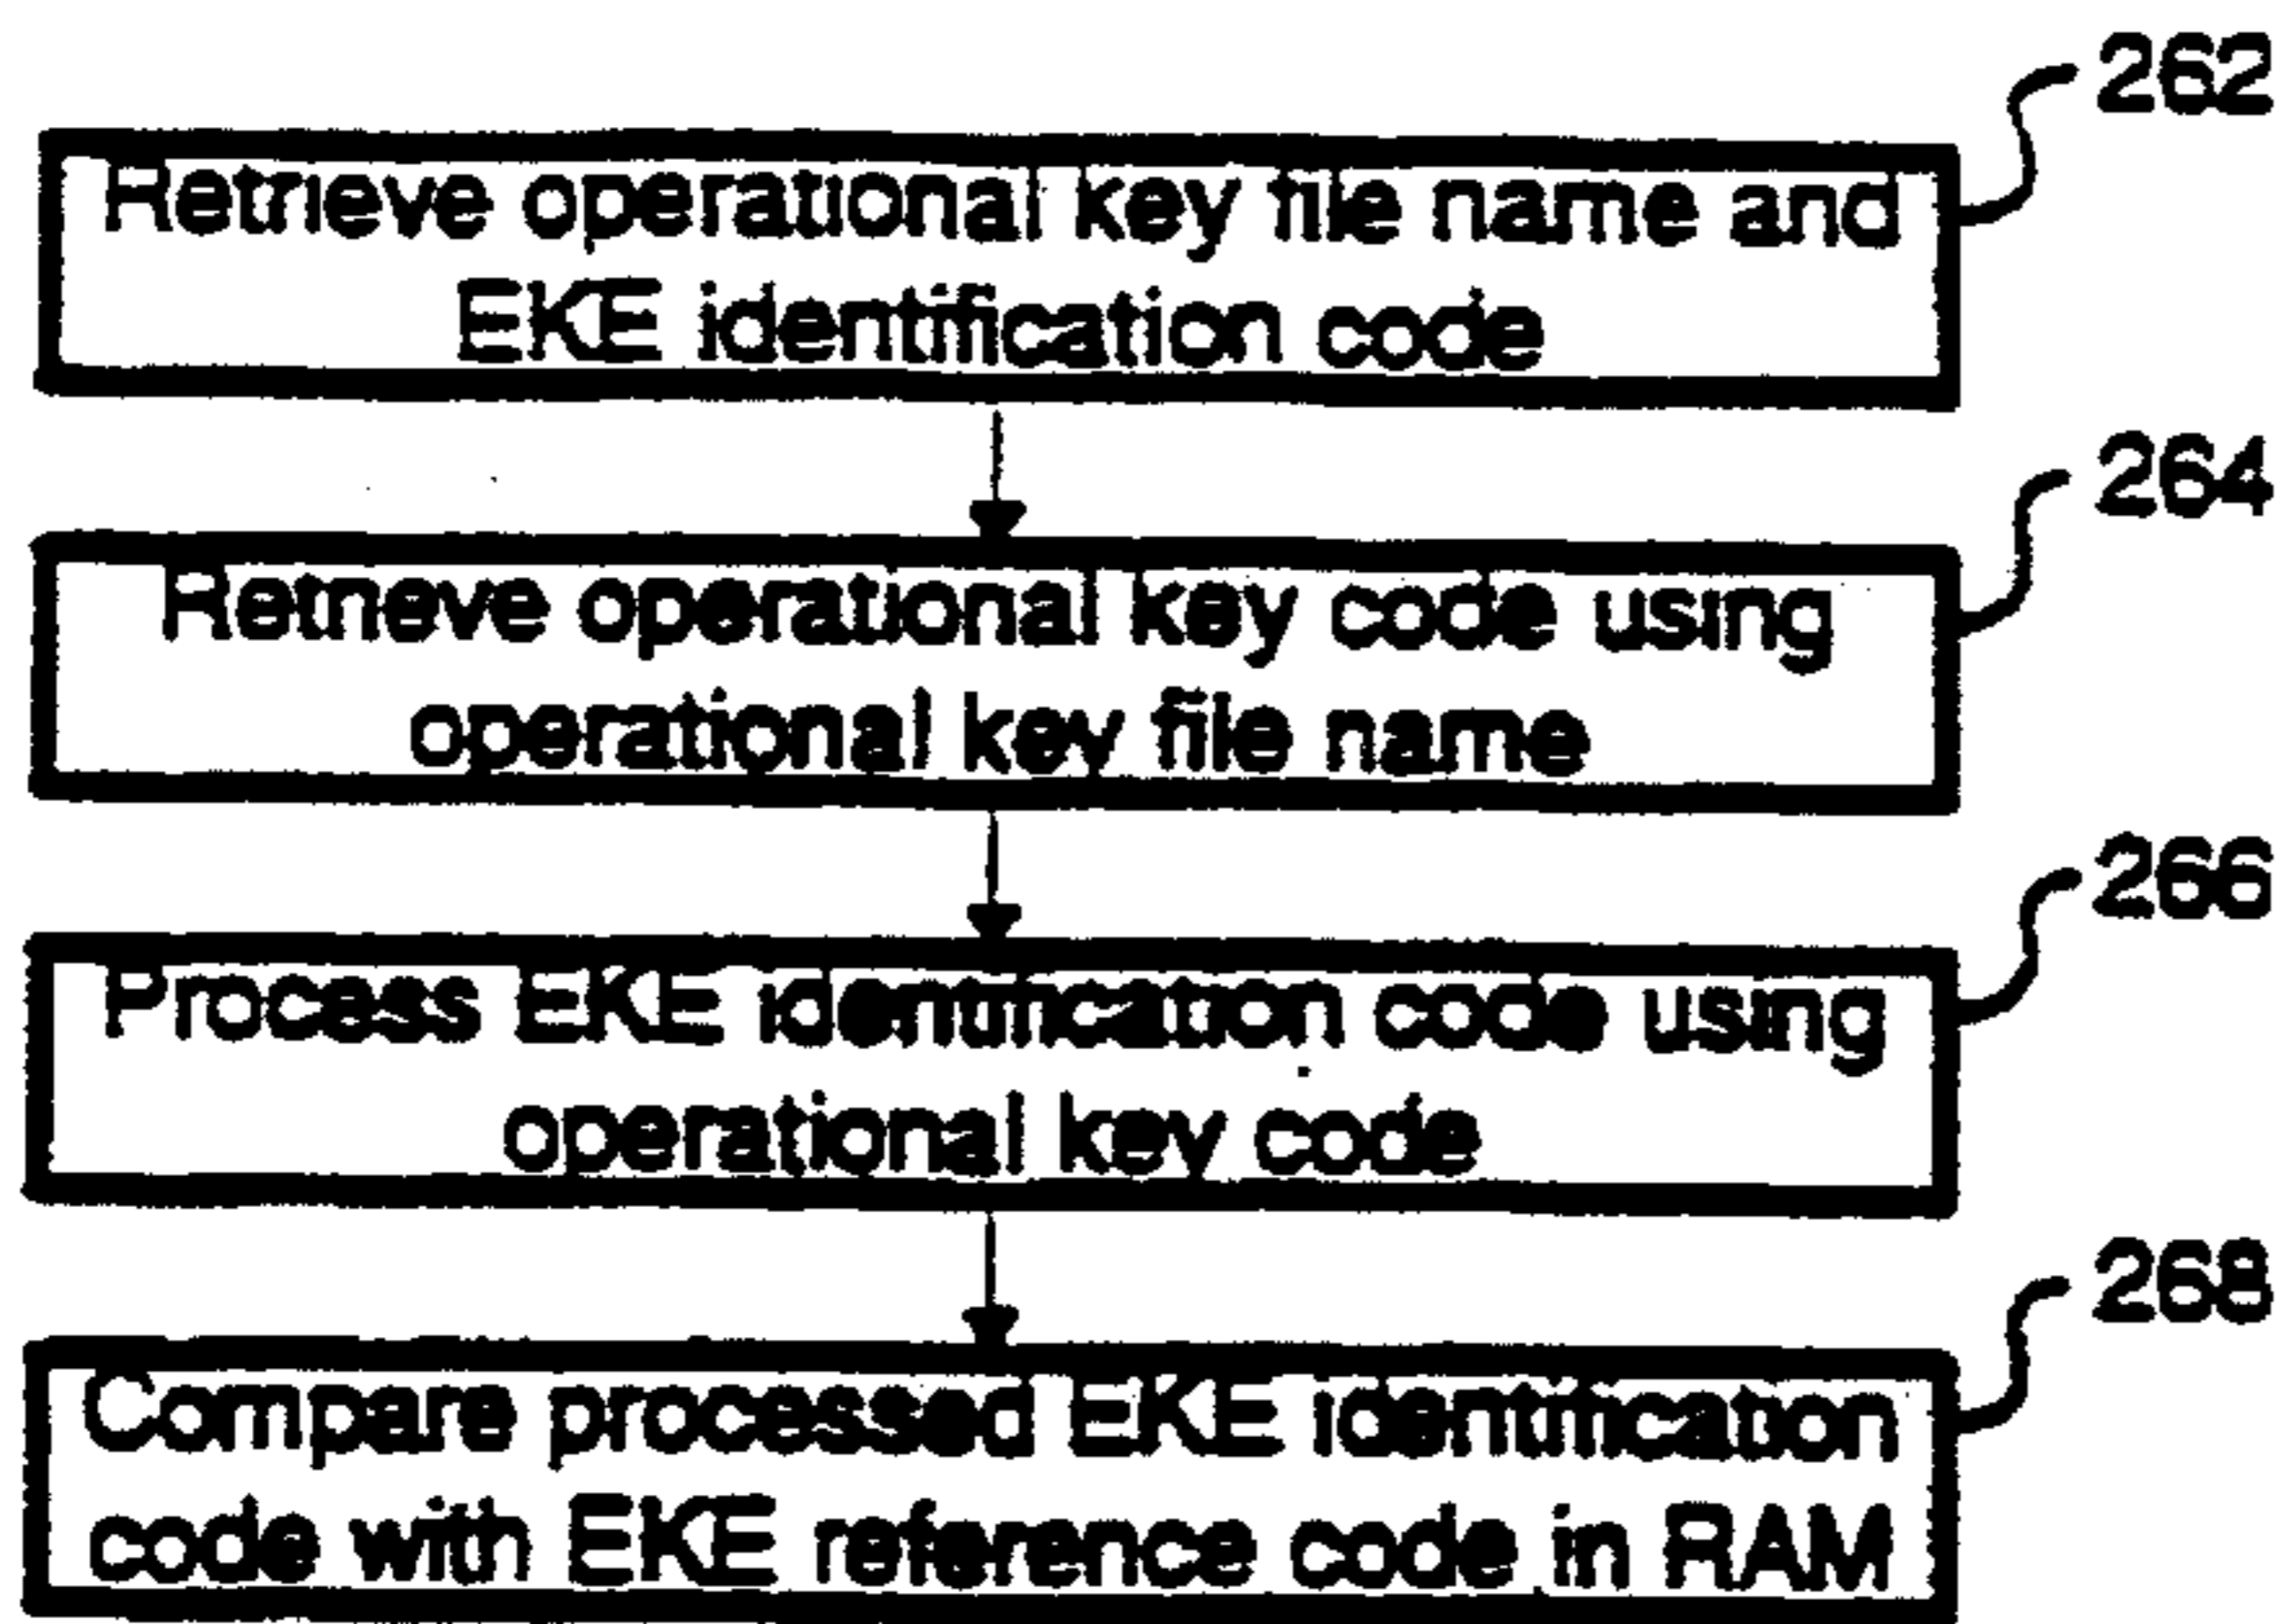 262
Retrieve operational key file name and
EKE identification code
264
Retrieve operational key code using
operational key file name
266
Process EKE identification code using
operational key code
268
Compare processed EKE identification
code with EKE reference code in RAM